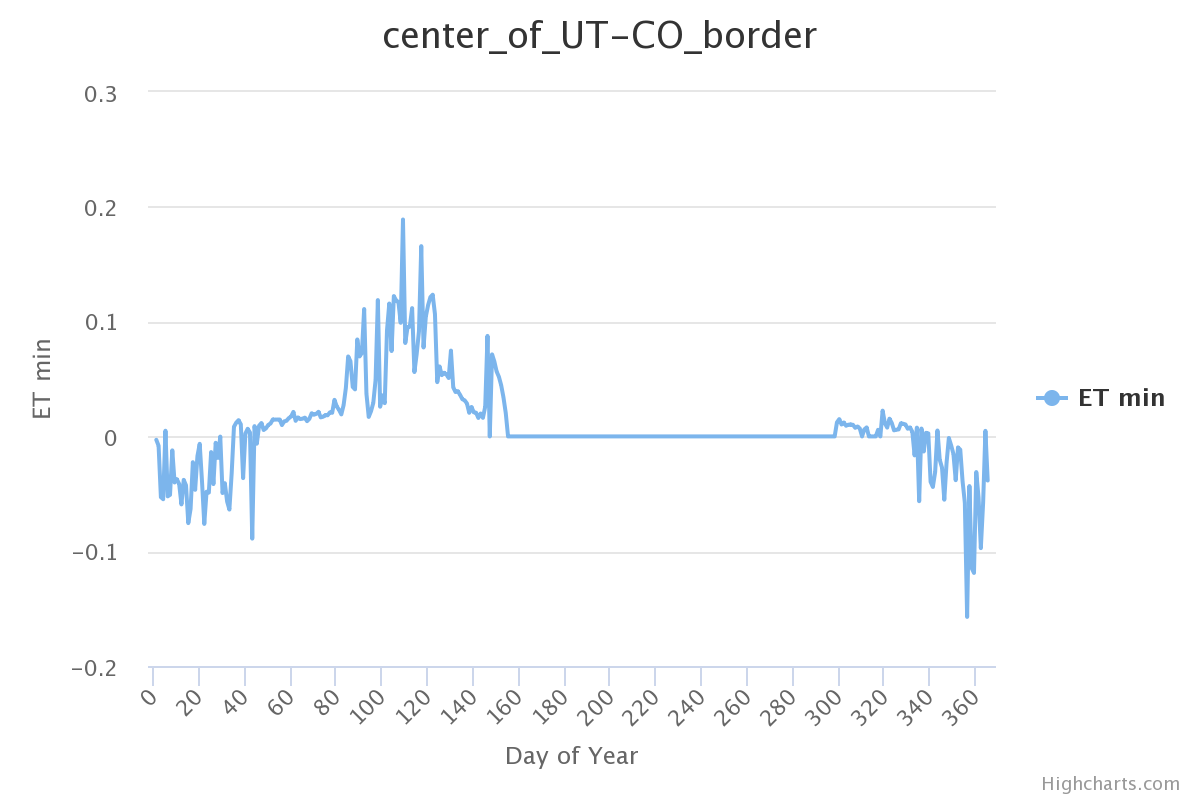 center_of_UT-CO_border
0.3
0.2
0.1
0
-0.1
-0.2
ET min
0 20 40 60 80 100 120 140 160 180 200 220 240 260 280 300 320 340 360
Day of Year
ET min
Highcharts.com